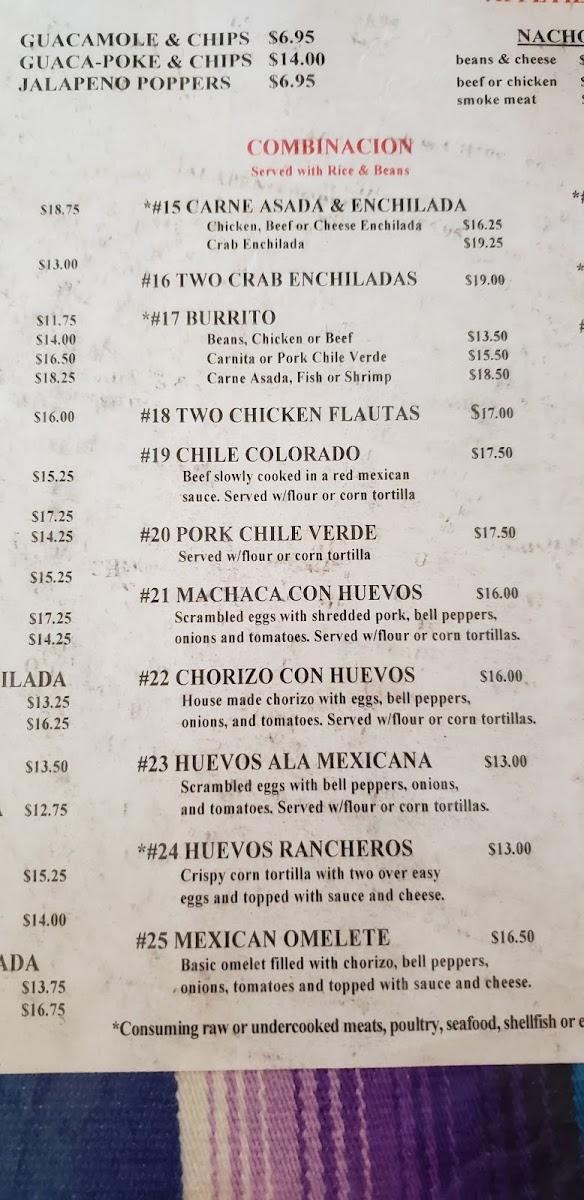 GUACAMOLE & CHIPS $6.95
GUACA-POKE & CHIPS $14.00
JALAPENO POPPERS $6.95
beans & cheese
beef or chicken
smoke meat
COMBINACION
Served with Rice & Beans
$18.75
$13.00
$11.75
$14.00
$16.50
$18.25
$16.00
$15.25
$17.25
$14.25
$15.25
$17.25
$14.25
$13.25
$16.25
$13.50
$12.75
$15.25
$14.00
$13.75
$16.75
*#15 CARNE ASADA & ENCHILADA
Chicken, Beef or Cheese Enchilada $16.25
Crab Enchilada $19.25
#16 TWO CRAB ENCHILADAS $19.00
*#17 BURRITO
Beans, Chicken or Beef $13.50
Carnita or Pork Chile Verde $15.50
Carne Asada, Fish or Shrimp $18.50
#18 TWO CHICKEN FLAUTAS $17.00
#19 CHILE COLORADO $17.50
Beef slowly cooked in a red mexican
sauce. Served w/flour or corn tortilla
#20 PORK CHILE VERDE $17.50
Served w/flour or corn tortilla
#21 MACHACA CON HUEVOS $16.00
Scrambled eggs with shredded pork, bell peppers,
onions and tomatoes. Served w/flour or corn tortillas.
#22 CHORIZO CON HUEVOS $16.00
House made chorizo with eggs, bell peppers,
onions, and tomatoes. Served w/flour or corn tortillas.
#23 HUEVOS ALA MEXICANA $13.00
Scrambled eggs with bell peppers, onions,
and tomatoes. Served w/flour or corn tortillas.
*#24 HUEVOS RANCHEROS $13.00
Crispy corn tortilla with two over easy
eggs and topped with sauce and cheese.
#25 MEXICAN OMELETE $16.50
Basic omelet filled with chorizo, bell peppers,
onions, tomatoes and topped with sauce and cheese.
*Consuming raw or undercooked meats, poultry, seafood, shellfish or